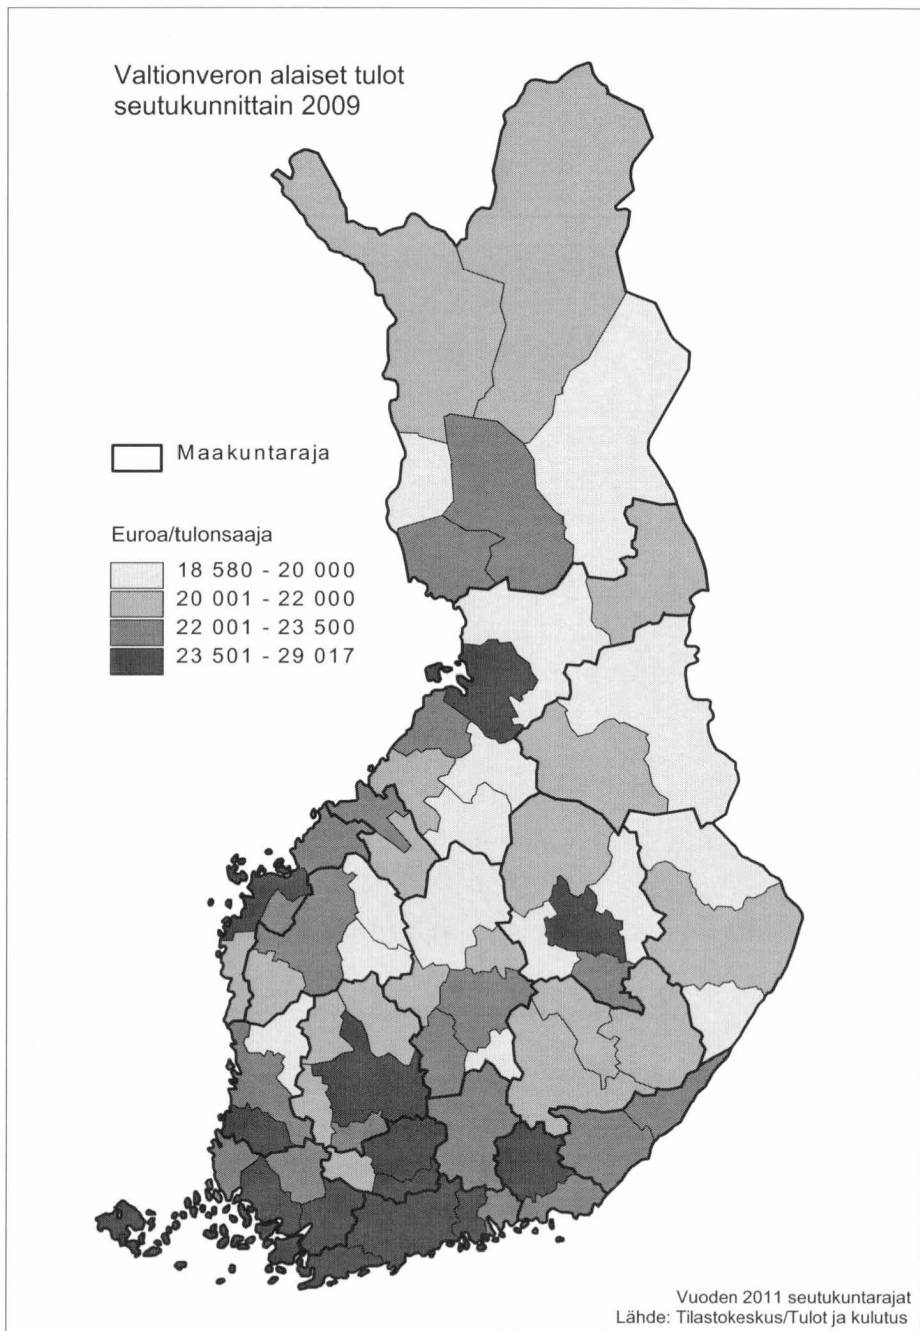 Valtionveron alaiset tulot
seutukunnittain 2009
Maakuntaraja
Euroa/tulonsaaja
18 580 - 20 000
20 001 - 22 000
22 001 - 23 500
23 501 - 29 017
Vuoden 2011 seutukuntarajat
Lähde: Tilastokeskus/Tulot ja kulutus